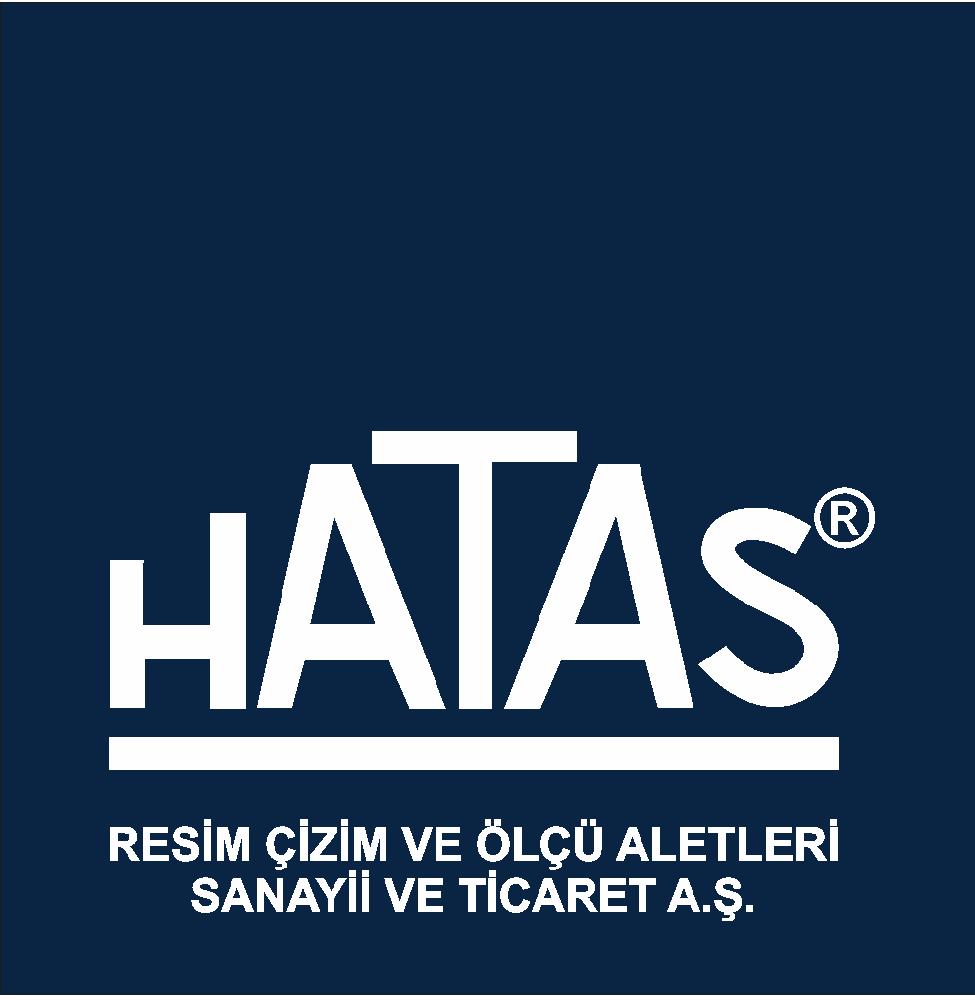 HATAS®
RESİM ÇİZİM VE ÖLÇÜ ALETLERİ
SANAYİİ VE TİCARET A.Ş.